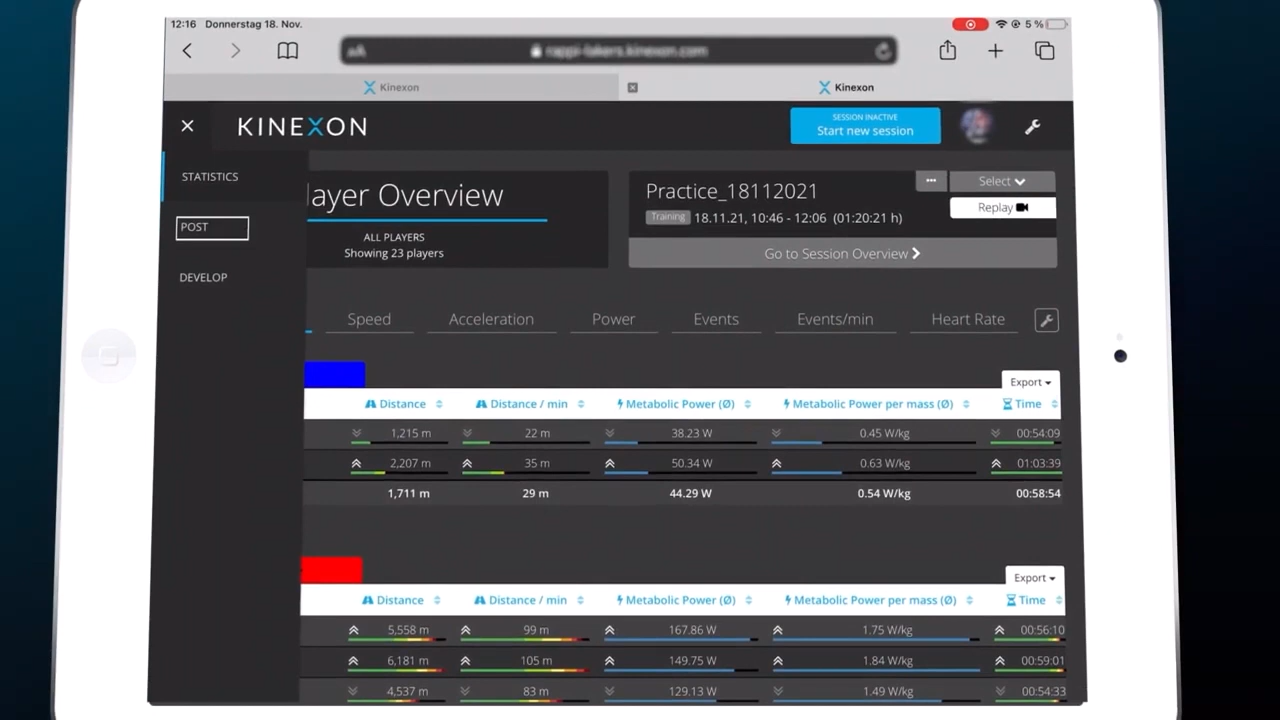 12:16 Donnerstag 18. Nov.
5 %
Kinexon
Kinexon
KINEXON
SESSION INACTIVE
Start new session
STATISTICS
POST
DEVELOP
layer Overview
ALL PLAYERS
Showing 23 players
Practice_18112021
Training 18.11.21, 10:46 - 12:06 (01:20:21 h)
... Select
Replay
Go to Session Overview
Speed Acceleration Power Events Events/min Heart Rate
Export
Distance Distance / min Metabolic Power (Ø) Metabolic Power per mass (Ø) Time
1,215 m 22 m 38.23 W 0.45 W/kg 00:54:09
2,207 m 35 m 50.34 W 0.63 W/kg 01:03:39
1,711 m 29 m 44.29 W 0.54 W/kg 00:58:54
Export
Distance Distance / min Metabolic Power (Ø) Metabolic Power per mass (Ø) Time
5,558 m 99 m 167.86 W 1.75 W/kg 00:56:10
6,181 m 105 m 149.75 W 1.84 W/kg 00:59:01
4,537 m 83 m 129.13 W 1.49 W/kg 00:54:33